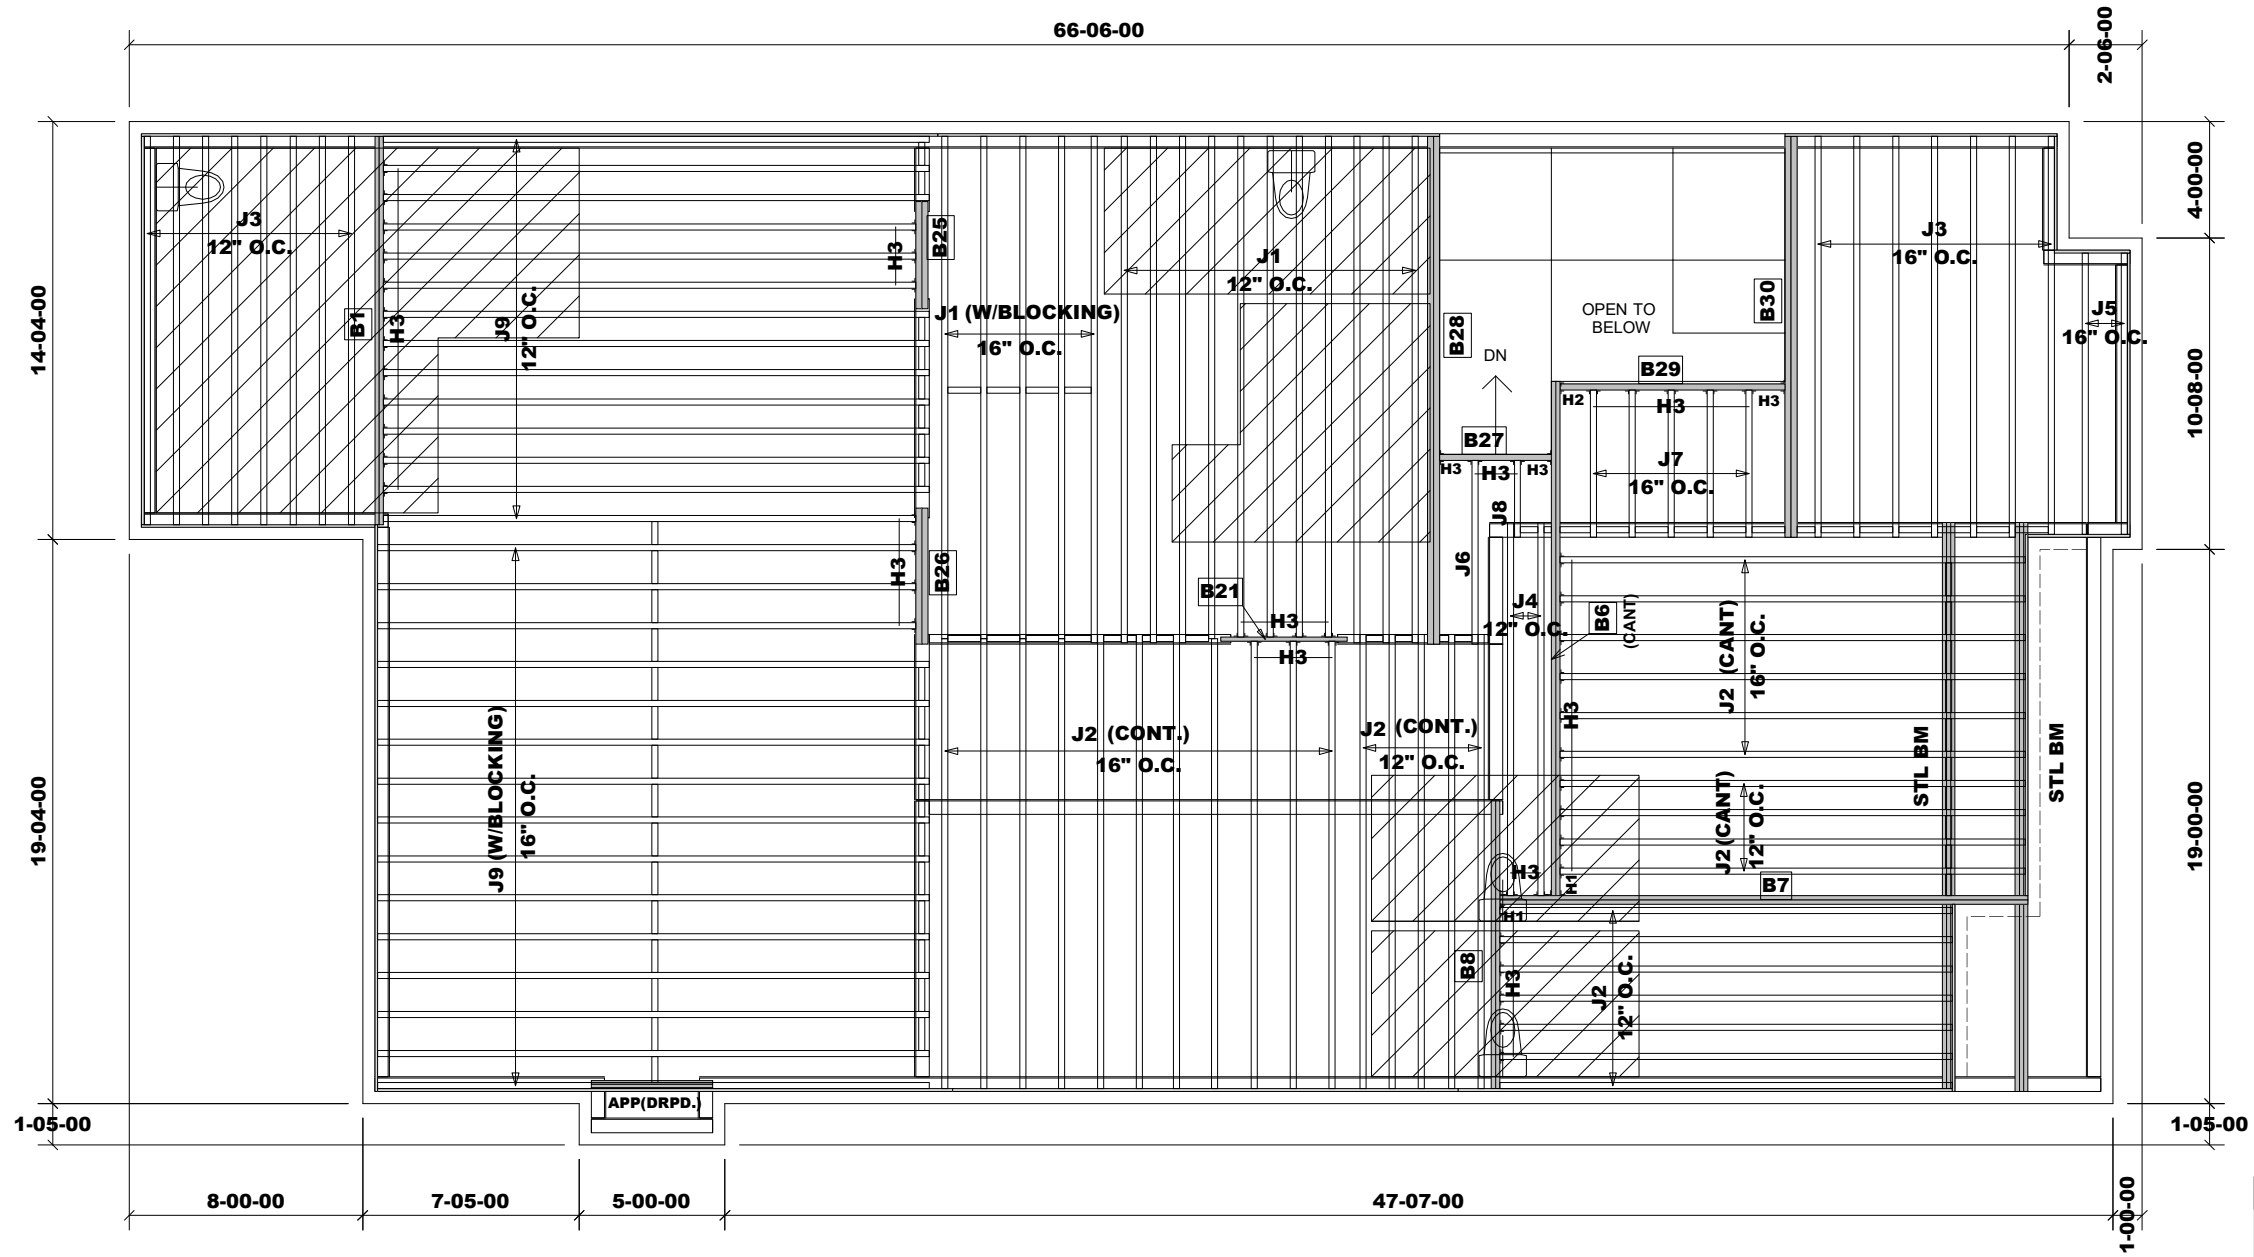 66-06-00
2-06-00
14-04-00
19-04-00
1-05-00
4-00-00
10-08-00
19-00-00
1-05-00
8-00-00
7-05-00
5-00-00
47-07-00
1-00-00
J3
12" O.C.
B1
H3
J9
12" O.C.
H3
B25
J1 (W/BLOCKING)
16" O.C.
J1
12" O.C.
B28
DN
OPEN TO
BELOW
B30
J3
16" O.C.
J5
16" O.C.
B29
H2
H3
H3
B27
H3
H3
H3
J7
16" O.C.
J8
J6
H3
B26
B21
H3
H3
J4
12" O.C.
B6
(CANT)
J2 (CANT)
16" O.C.
H3
J9 (W/BLOCKING)
16" O.C.
J2 (CONT.)
16" O.C.
J2 (CONT.)
12" O.C.
J2 (CANT)
12" O.C.
STL BM
STL BM
H3
H1
B7
H1
B8
H3
J2
12" O.C.
APP(DRPD.)